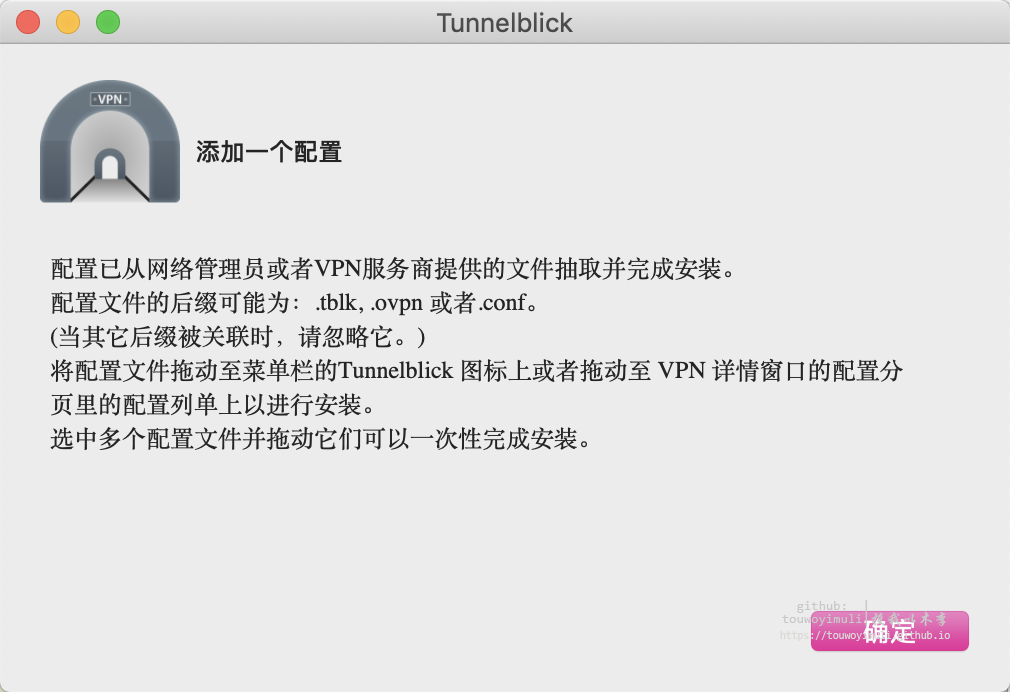 Tunnelblick
VPN
添加一个配置
配置已从网络管理员或者VPN服务商提供的文件抽取并完成安装。
配置文件的后缀可能为：.tblk, .ovpn 或者.conf。
(当其它后缀被关联时，请忽略它。)
将配置文件拖动至菜单栏的Tunnelblick 图标上或者拖动至 VPN 详情窗口的配置分
页里的配置列单上以进行安装。
选中多个配置文件并拖动它们可以一次性完成安装。
github:
touwoyimuli
确定
https://touwoyimuli.github.io